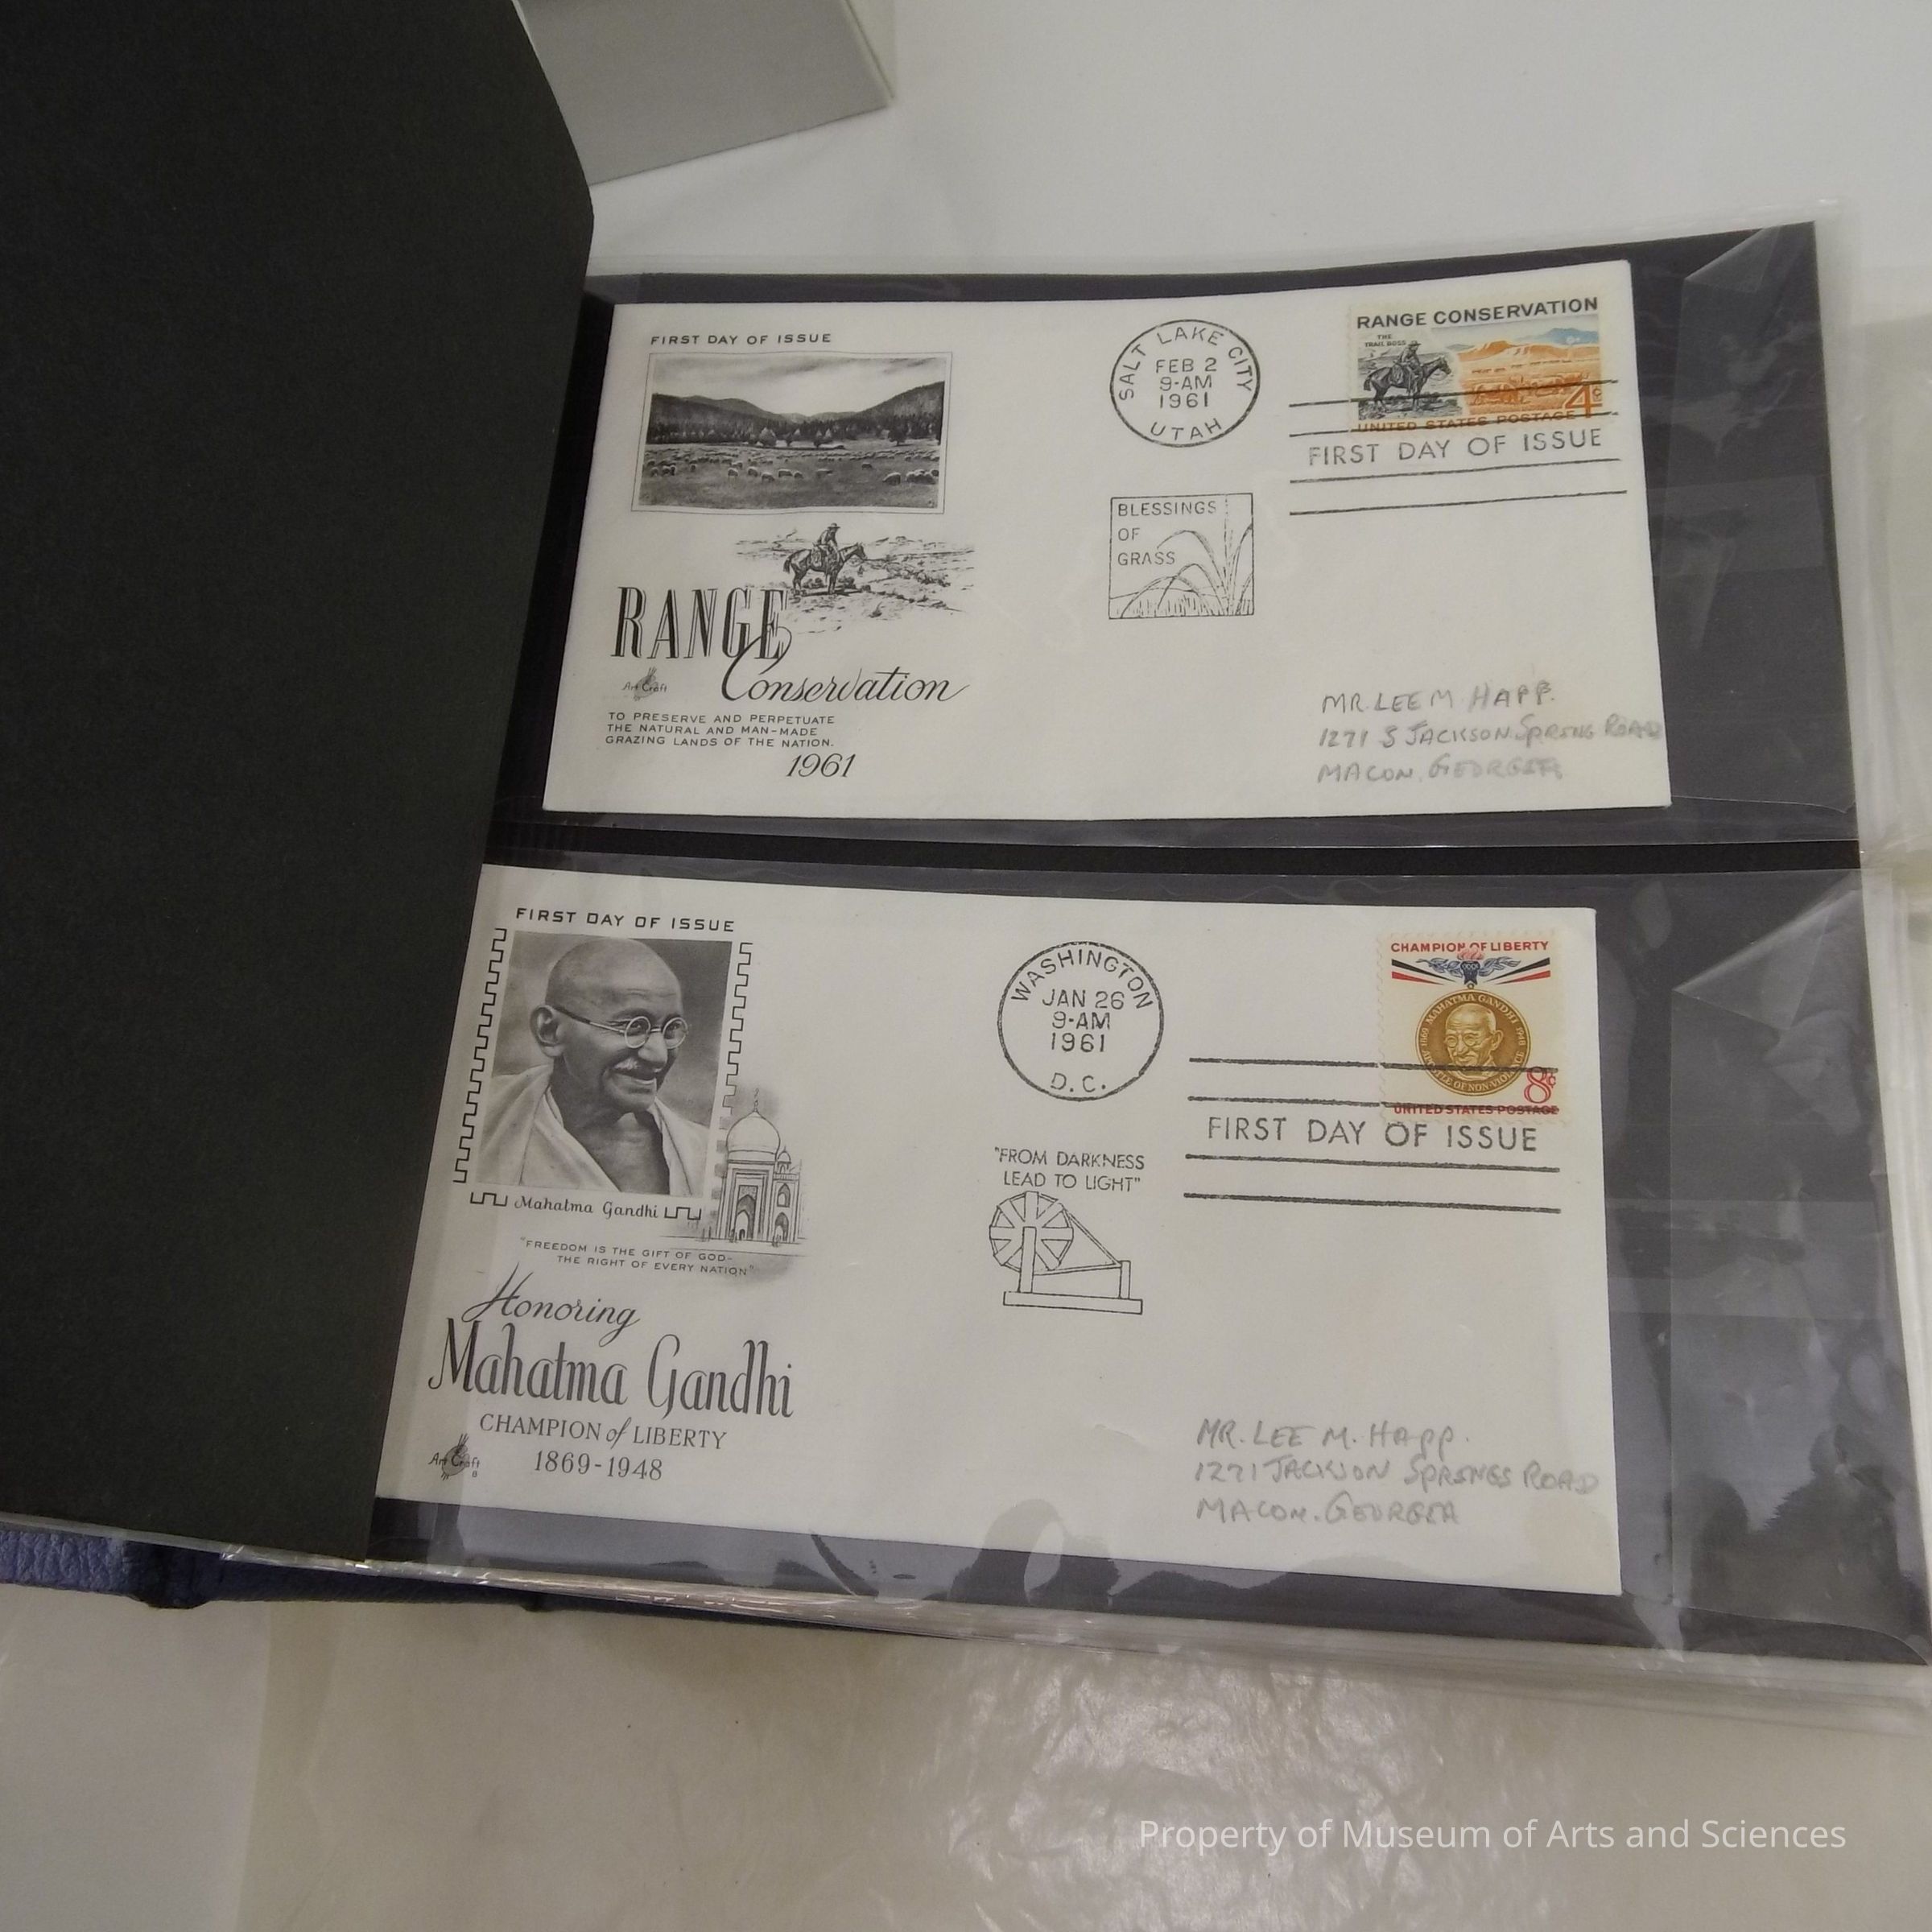 FIRST DAY OF ISSUE
RANGE
Conservation
Art Craft
TO PRESERVE AND PERPETUATE
THE NATURAL AND MAN-MADE
GRAZING LANDS OF THE NATION.
1961
SALT LAKE CITY
FEB 2
9-AM
1961
UTAH
BLESSINGS
OF
GRASS
RANGE CONSERVATION
THE
TRAIL BOSS
4¢
UNITED STATES POSTAGE
FIRST DAY OF ISSUE
MR. LEE M. HAPP.
1271 S JACKSON SPRING ROAD
MACON, GEORGIA
FIRST DAY OF ISSUE
Mahatma Gandhi
"FREEDOM IS THE GIFT OF GOD-
THE RIGHT OF EVERY NATION"
Honoring
Mahatma Gandhi
CHAMPION of LIBERTY
1869-1948
Art Craft
WASHINGTON
JAN 26
9-AM
1961
D.C.
"FROM DARKNESS
LEAD TO LIGHT"
CHAMPION OF LIBERTY
MAHATMA GANDHI
1869 1948
APOSTLE OF NON-VIOLENCE
8¢
UNITED STATES POSTAGE
FIRST DAY OF ISSUE
MR. LEE M. HAPP.
1271 JACKSON SPRINGS ROAD
MACON. GEORGIA
Property of Museum of Arts and Sciences